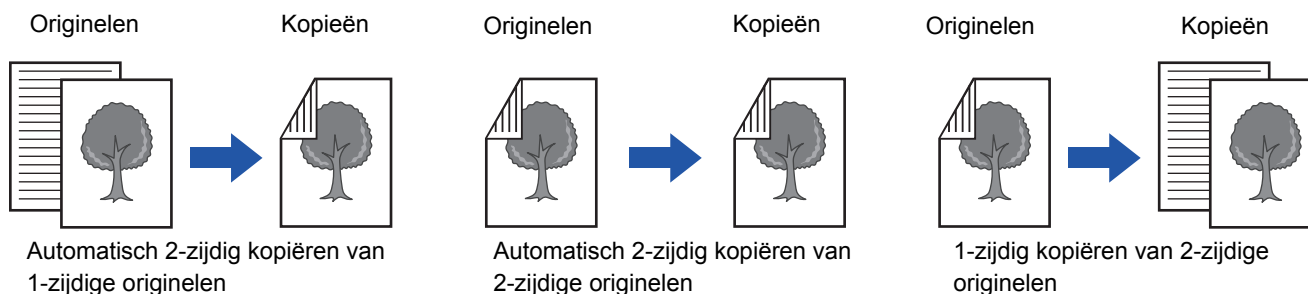 Originelen
Kopieën
Automatisch 2-zijdig kopiëren van
1-zijdige originelen
Originelen
Kopieën
Automatisch 2-zijdig kopiëren van
2-zijdige originelen
Originelen
Kopieën
1-zijdig kopiëren van 2-zijdige
originelen